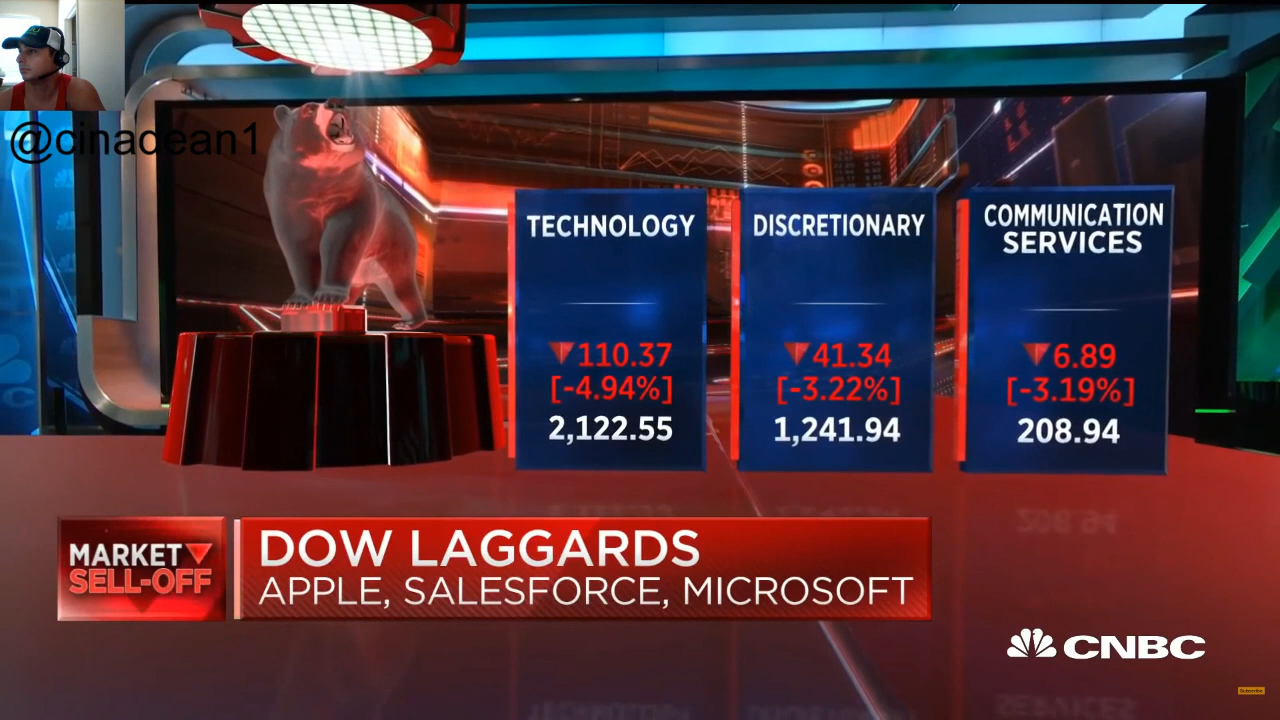 @cinadean1
TECHNOLOGY
▼110.37
[-4.94%]
2,122.55
DISCRETIONARY
▼41.34
[-3.22%]
1,241.94
COMMUNICATION
SERVICES
▼6.89
[-3.19%]
208.94
MARKET▼
SELL-OFF
DOW LAGGARDS
APPLE, SALESFORCE, MICROSOFT
CNBC
Subscribe